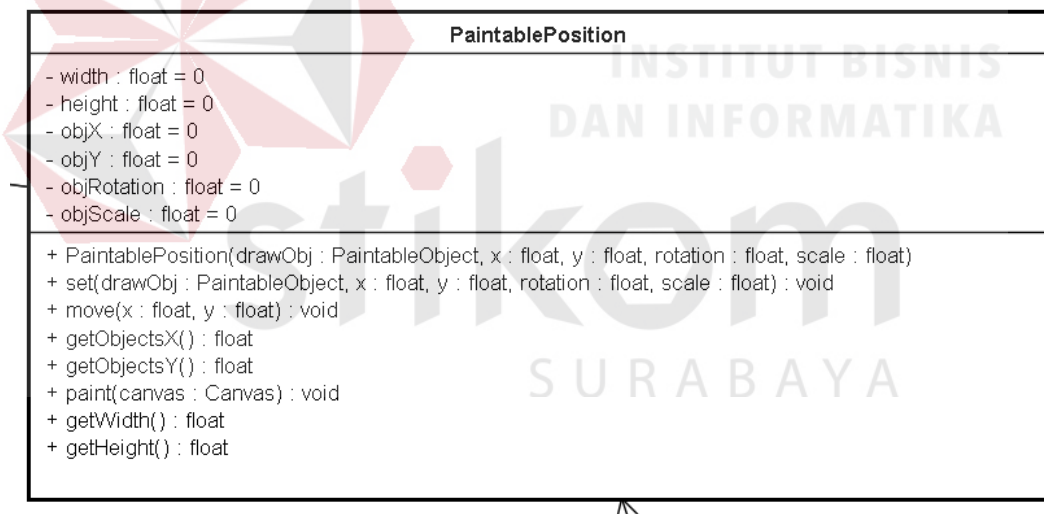 PaintablePosition
INSTITUT BISNIS
DAN INFORMATIKA
stikom
SURABAYA
- width : float = 0
- height : float = 0
- objX : float = 0
- objY : float = 0
- objRotation : float = 0
- objScale : float = 0
+ PaintablePosition(drawObj : PaintableObject, x : float, y : float, rotation : float, scale : float)
+ set(drawObj : PaintableObject, x : float, y : float, rotation : float, scale : float) : void
+ move(x : float, y : float) : void
+ getObjectsX() : float
+ getObjectsY() : float
+ paint(canvas : Canvas) : void
+ getWidth() : float
+ getHeight() : float